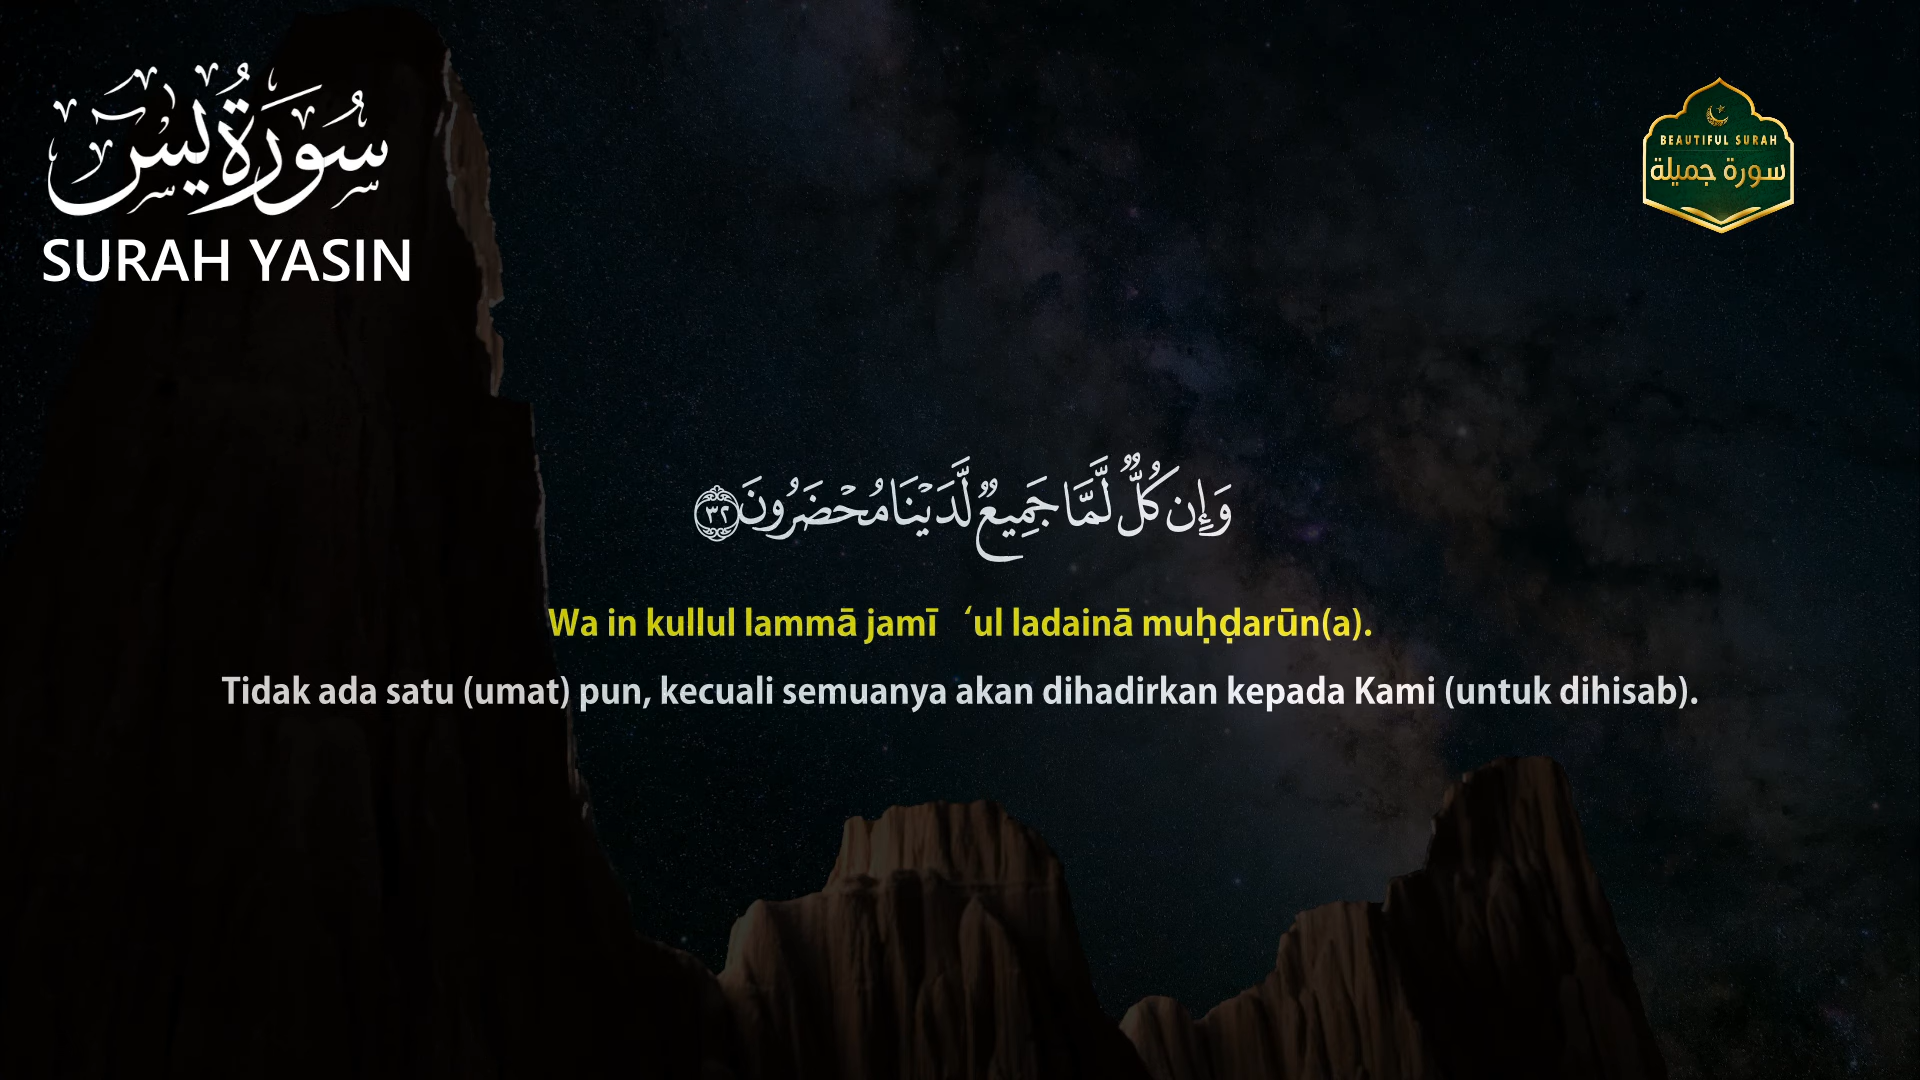 سُورَةُ يسٓ
SURAH YASIN
BEAUTIFUL SURAH
سورة جميلة
وَإِن كُلٌّ لَّمَّا جَمِيعٌ لَّدَيْنَا مُحْضَرُونَ ٣٢
Wa in kullul lammā jamī ‘ul ladainā muḥḍarūn(a).
Tidak ada satu (umat) pun, kecuali semuanya akan dihadirkan kepada Kami (untuk dihisab).